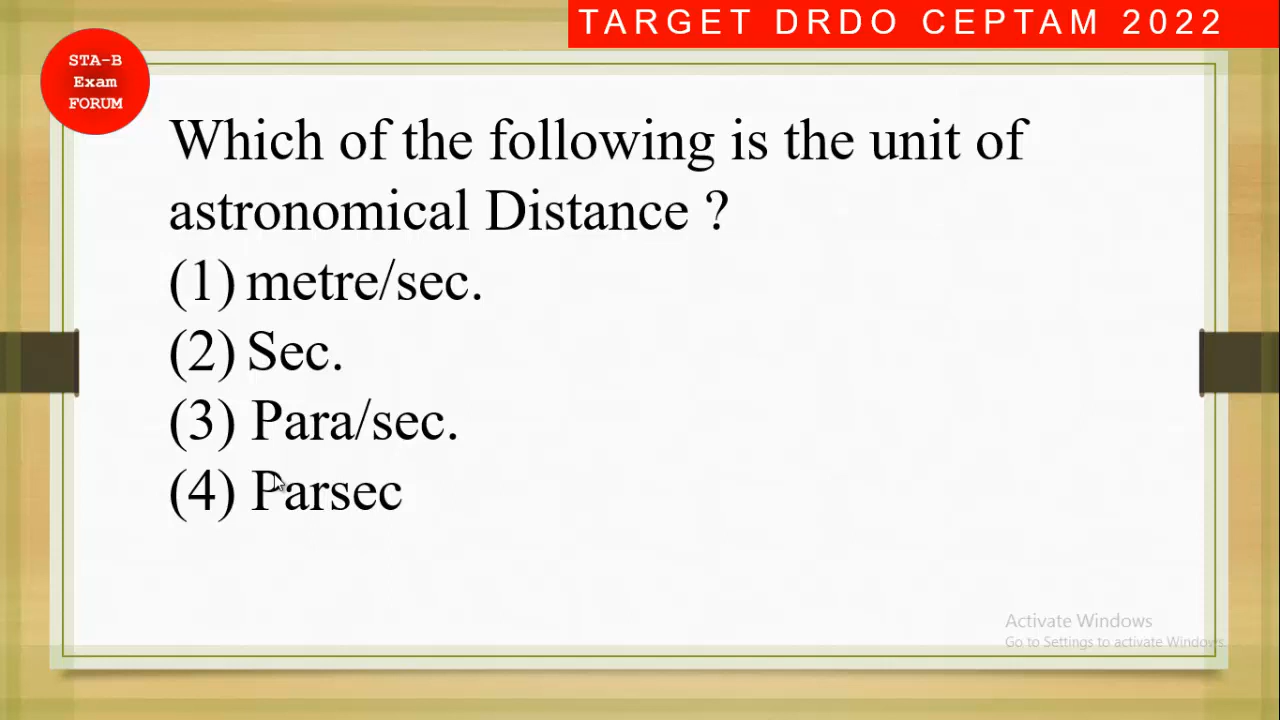 TARGET DRDO CEPTAM 2022
STA-B
Exam
FORUM
Which of the following is the unit of
astronomical Distance ?
(1) metre/sec.
(2) Sec.
(3) Para/sec.
(4) Parsec
Activate Windows
Go to Settings to activate Windows.